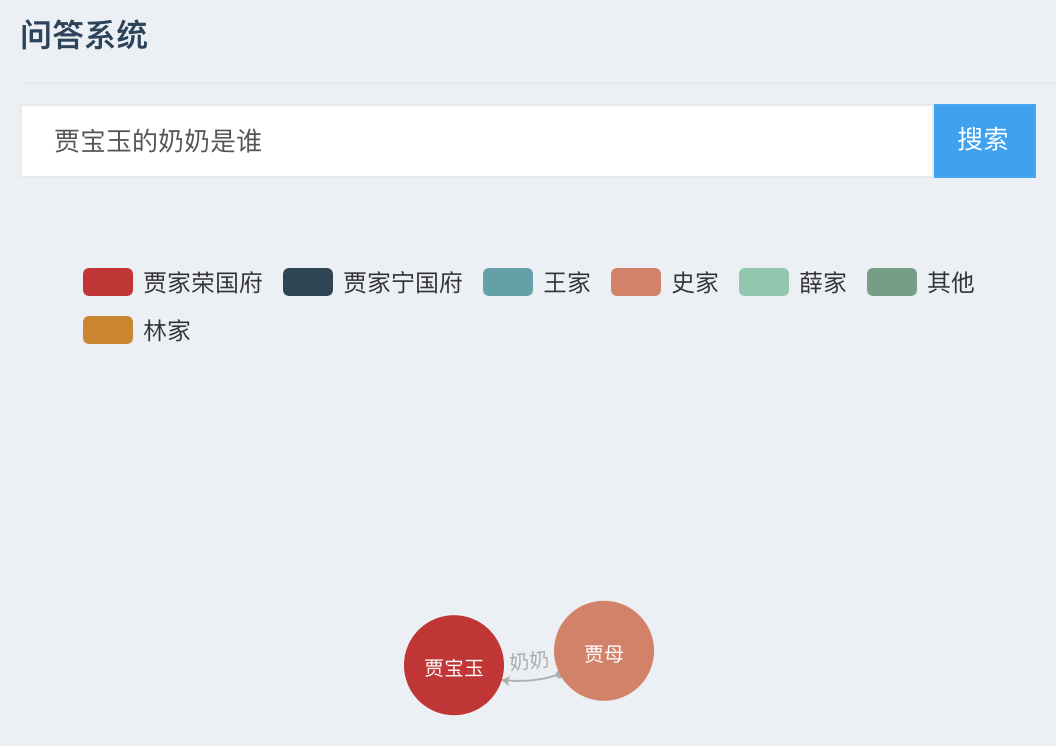 问答系统
贾宝玉的奶奶是谁 搜索
贾家荣国府 贾家宁国府 王家 史家 薛家 其他
林家
贾宝玉 奶奶 贾母